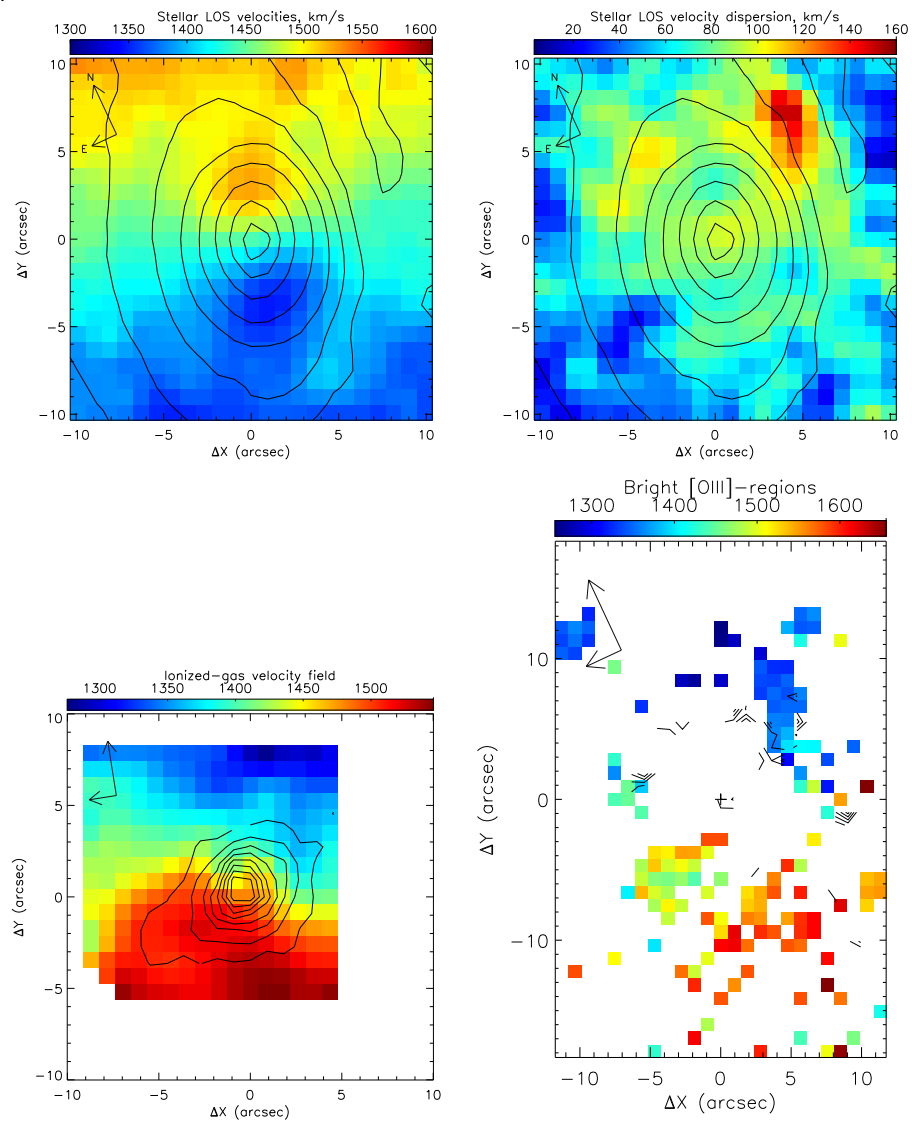 Stellar LOS velocities, km/s
1300 1350 1400 1450 1500 1550 1600
10
5
0
−5
−10
ΔY (arcsec)
N
E
−10 −5 0 5 10
ΔX (arcsec)
Stellar LOS velocity dispersion, km/s
20 40 60 80 100 120 140 160
10
5
0
−5
−10
ΔY (arcsec)
N
E
−10 −5 0 5 10
ΔX (arcsec)
Ionized−gas velocity field
1300 1350 1400 1450 1500
10
5
0
−5
−10
ΔY (arcsec)
−10 −5 0 5 10
ΔX (arcsec)
Bright [OIII]−regions
1300 1400 1500 1600
10
0
−10
ΔY (arcsec)
−10 −5 0 5 10
ΔX (arcsec)